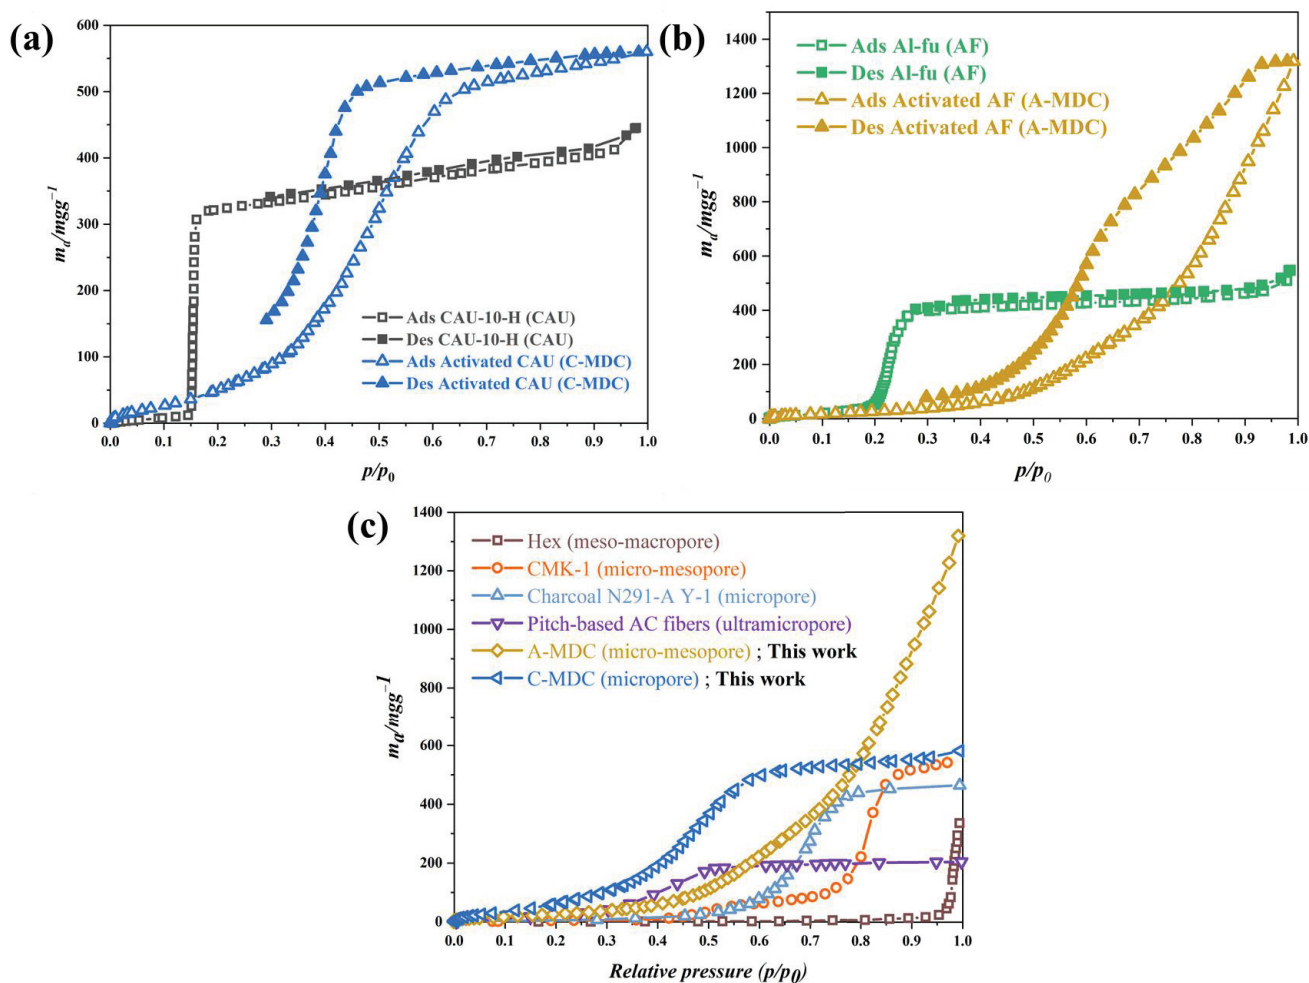 (a)
600
500
400
300
200
100
0
mₐ/mgg⁻¹
Ads CAU-10-H (CAU)
Des CAU-10-H (CAU)
Ads Activated CAU (C-MDC)
Des Activated CAU (C-MDC)
0.0 0.1 0.2 0.3 0.4 0.5 0.6 0.7 0.8 0.9 1.0
p/p₀
(b)
1400
1200
1000
800
600
400
200
0
mₐ/mgg⁻¹
Ads Al-fu (AF)
Des Al-fu (AF)
Ads Activated AF (A-MDC)
Des Activated AF (A-MDC)
0.0 0.1 0.2 0.3 0.4 0.5 0.6 0.7 0.8 0.9 1.0
p/p₀
(c)
1400
1200
1000
800
600
400
200
0
mₐ/mgg⁻¹
Hex (meso-macropore)
CMK-1 (micro-mesopore)
Charcoal N291-A Y-1 (micropore)
Pitch-based AC fibers (ultramicropore)
A-MDC (micro-mesopore) ; This work
C-MDC (micropore) ; This work
0.0 0.1 0.2 0.3 0.4 0.5 0.6 0.7 0.8 0.9 1.0
Relative pressure (p/p₀)